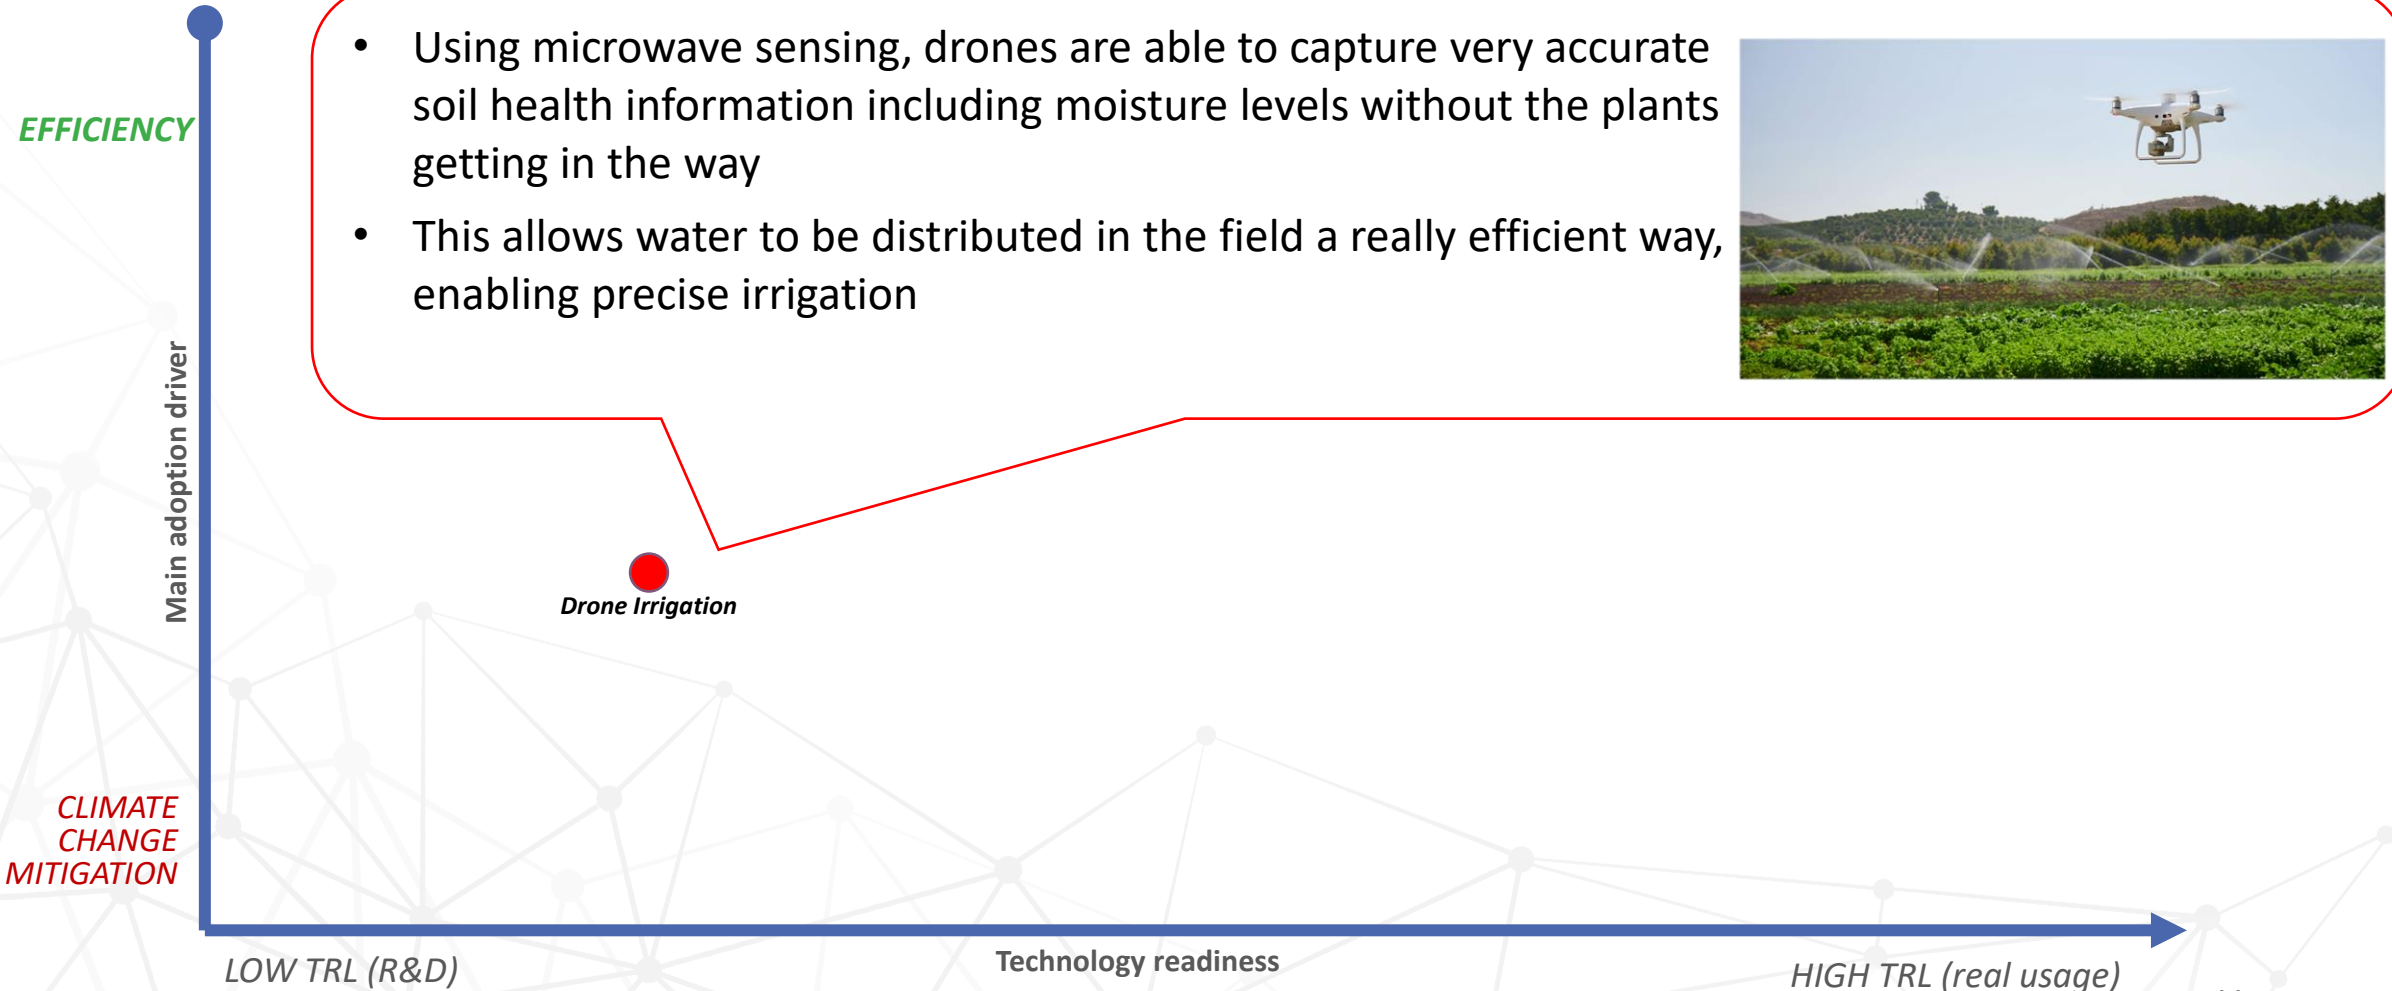 • Using microwave sensing, drones are able to capture very accurate
soil health information including moisture levels without the plants
getting in the way
• This allows water to be distributed in the field a really efficient way,
enabling precise irrigation
EFFICIENCY
Main adoption driver
Drone Irrigation
CLIMATE
CHANGE
MITIGATION
LOW TRL (R&D)
Technology readiness
HIGH TRL (real usage)